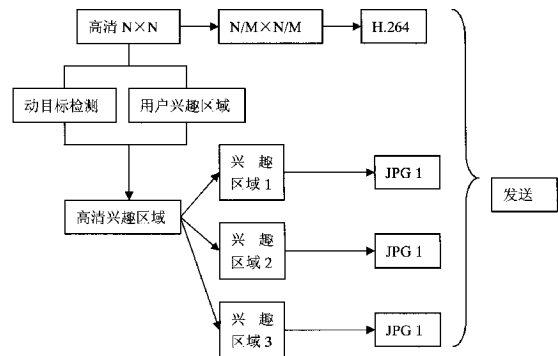 高清 N×N
N/M×N/M
H.264
动目标检测
用户兴趣区域
高清兴趣区域
兴 趣
区域 1
JPG 1
兴 趣
区域 2
JPG 1
兴 趣
区域 3
JPG 1
发送